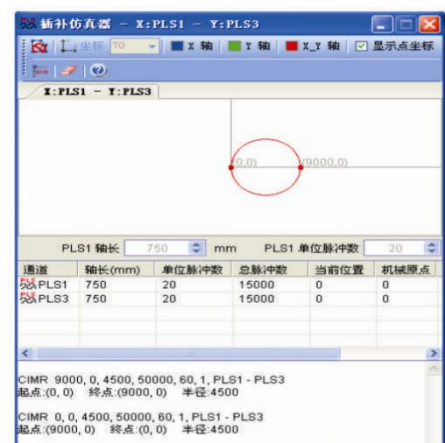 插补仿真器 - X:PLS1 - Y:PLS3
坐标 T0 X 轴 Y 轴 X_Y 轴 显示点坐标
X:PLS1 - Y:PLS3
(0,0) (9000,0)
PLS1 轴长 750 mm PLS1 单位脉冲数 20
通道 轴长(mm) 单位脉冲数 总脉冲数 当前位置 机械原点
PLS1 750 20 15000 0 0
PLS3 750 20 15000 0 0
CIMR 9000, 0, 4500, 50000, 60, 1, PLS1 - PLS3
起点:(0, 0) 终点:(9000, 0) 半径:4500
CIMR 0, 0, 4500, 50000, 60, 1, PLS1 - PLS3
起点:(9000, 0) 终点:(0, 0) 半径:4500